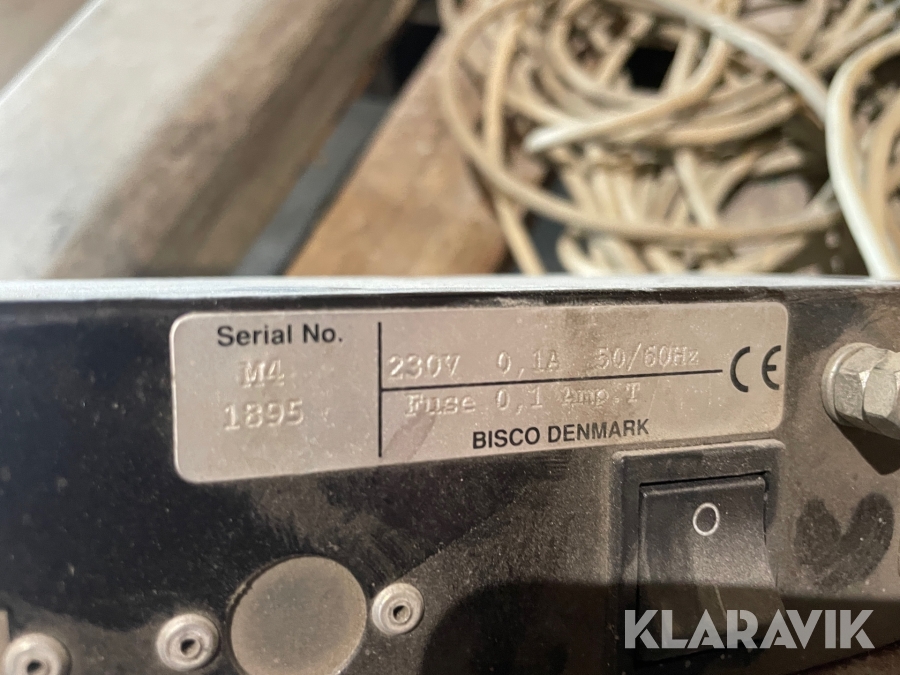 Serial No.
M4
1895
230V 0,1A 50/60Hz
Fuse 0,1 Amp T
BISCO DENMARK
CE
O
KLARAVIK